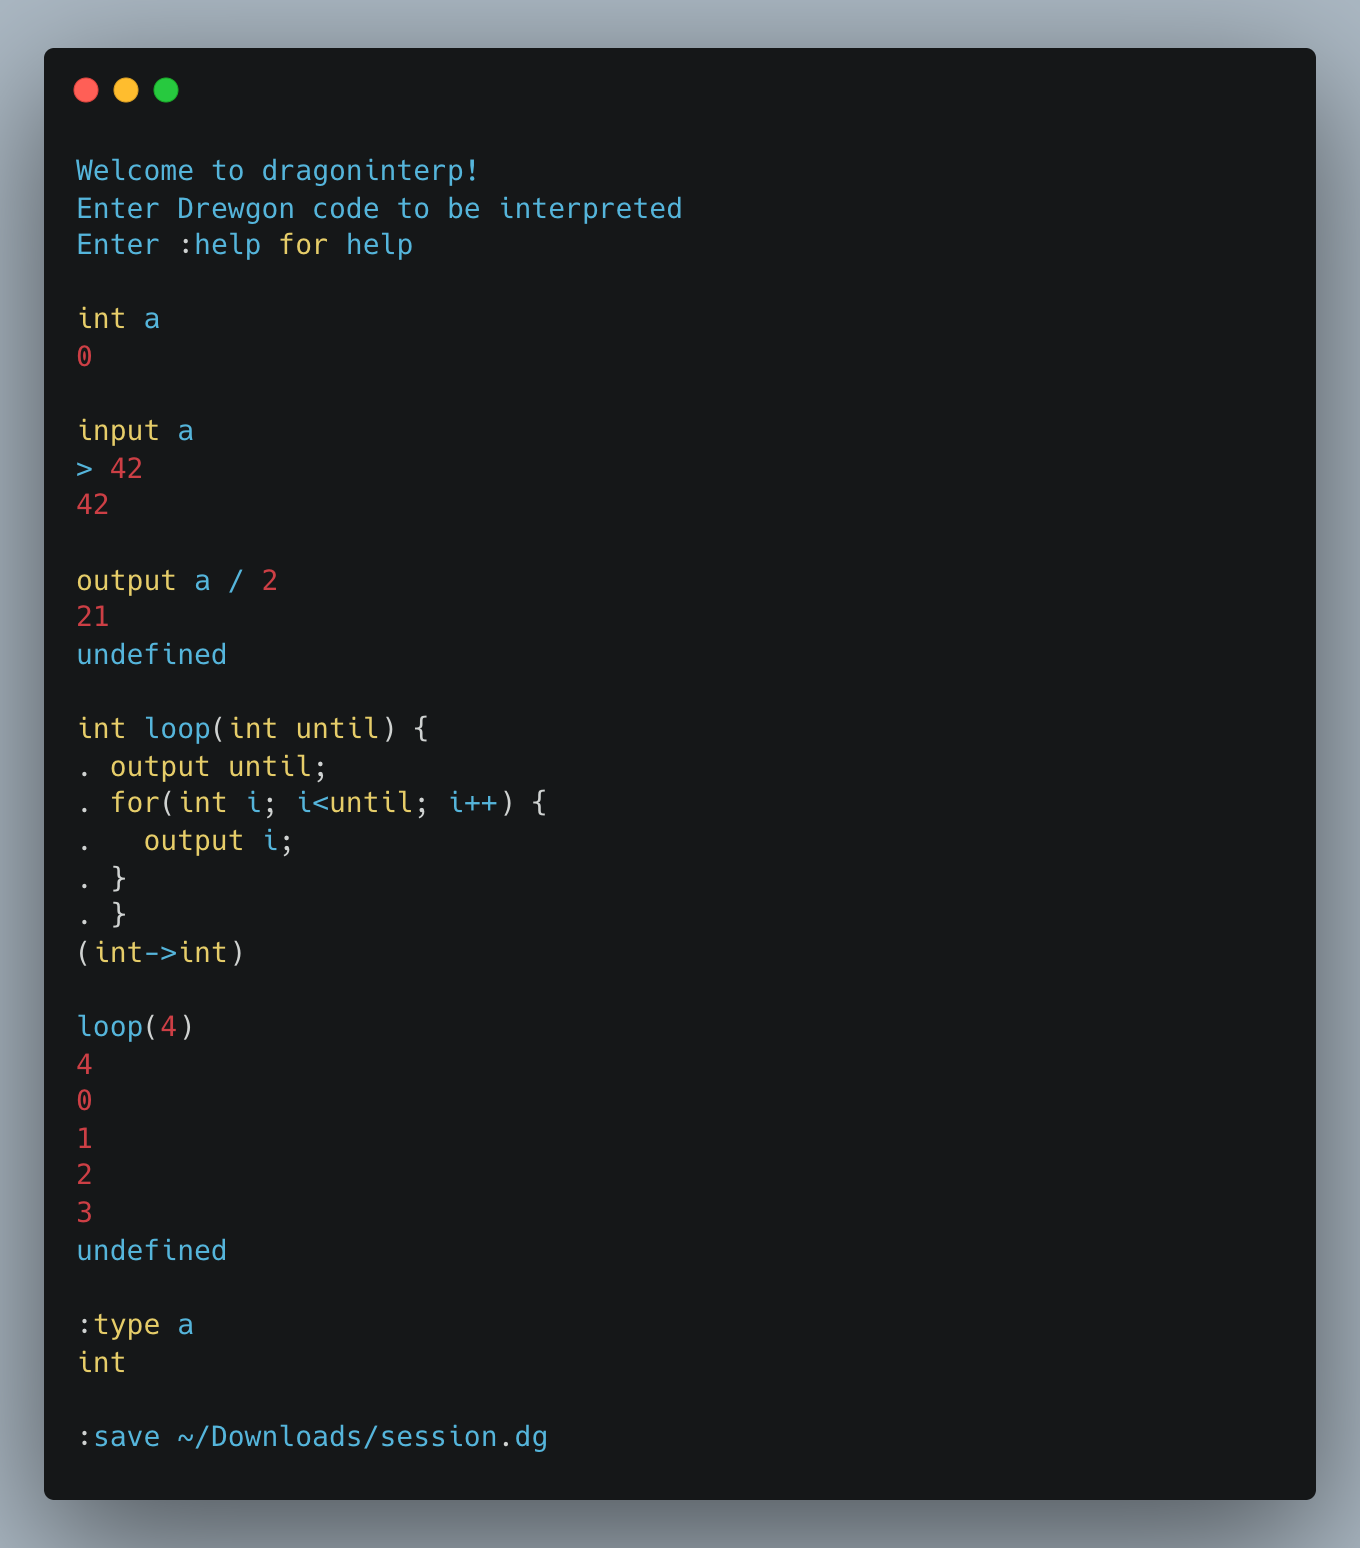 Welcome to dragoninterp!
Enter Drewgon code to be interpreted
Enter :help for help

int a
0

input a
> 42
42

output a / 2
21
undefined

int loop(int until) {
. output until;
. for(int i; i<until; i++) {
.   output i;
. }
. }
(int->int)

loop(4)
4
0
1
2
3
undefined

:type a
int

:save ~/Downloads/session.dg